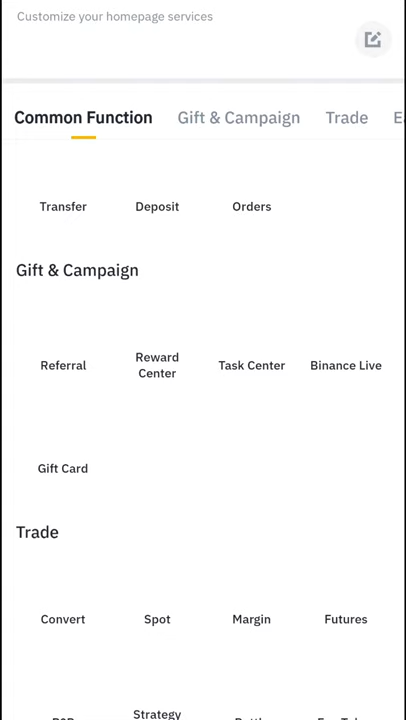 Customize your homepage services
Common Function Gift & Campaign Trade
Transfer Deposit Orders
Gift & Campaign
Referral Reward Center Task Center Binance Live
Gift Card
Trade
Convert Spot Margin Futures
Strategy